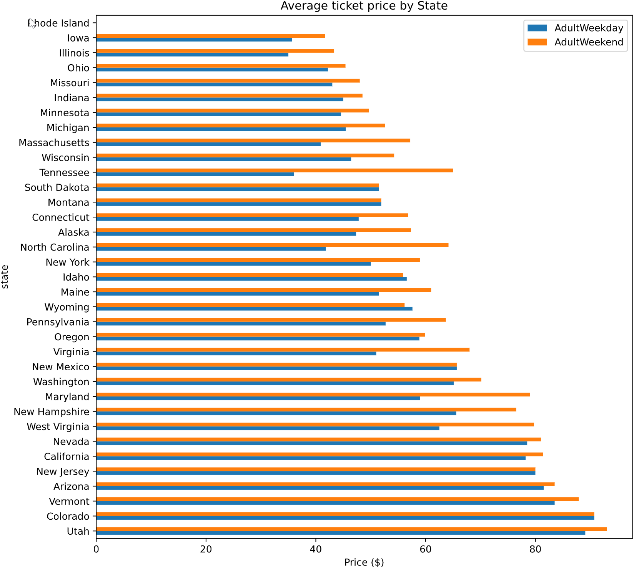 Average ticket price by State
AdultWeekday
AdultWeekend
Rhode Island
Iowa
Illinois
Ohio
Missouri
Indiana
Minnesota
Michigan
Massachusetts
Wisconsin
Tennessee
South Dakota
Montana
Connecticut
Alaska
North Carolina
New York
Idaho
Maine
Wyoming
Pennsylvania
Oregon
Virginia
New Mexico
Washington
Maryland
New Hampshire
West Virginia
Nevada
California
New Jersey
Arizona
Vermont
Colorado
Utah
state
0 20 40 60 80
Price ($)